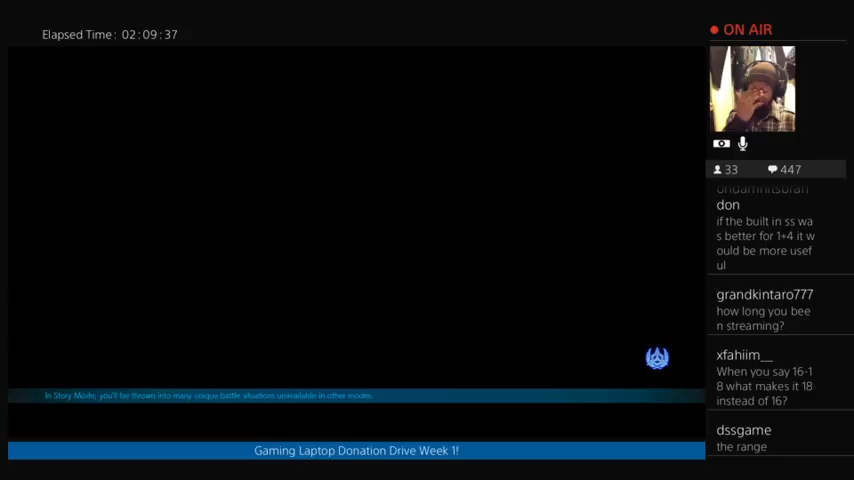 Elapsed Time: 02:09:37
ON AIR
33 447
don
if the built in ss wa
s better for 1+4 it w
ould be more usef
ul
grandkintaro777
how long you bee
n streaming?
xfahiim__
When you say 16-1
8 what makes it 18
instead of 16?
dssgame
the range
In Story Mode, you'll be thrown into many unique battle situations unavailable in other modes.
Gaming Laptop Donation Drive Week 1!